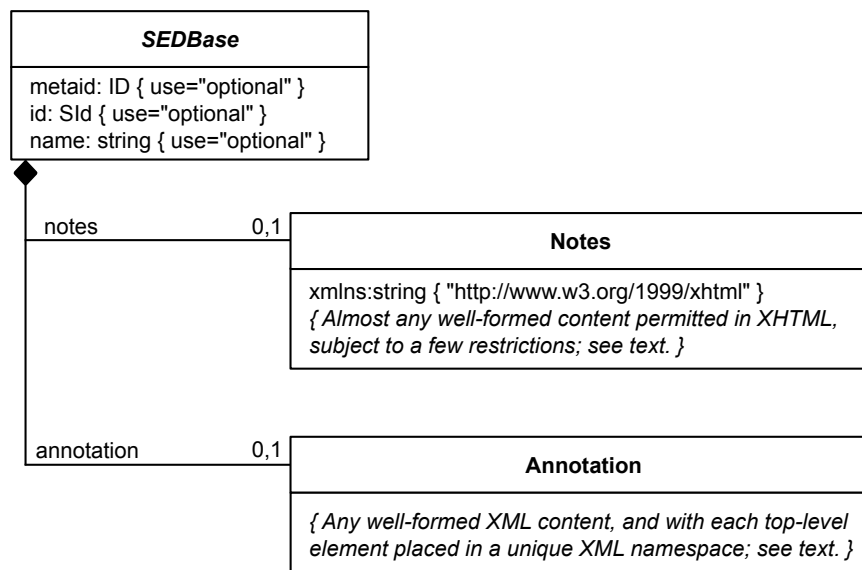 SEDBase
metaid: ID { use="optional" }
id: SId { use="optional" }
name: string { use="optional" }
notes
0,1
Notes
xmlns:string { "http://www.w3.org/1999/xhtml" }
{ Almost any well-formed content permitted in XHTML,
subject to a few restrictions; see text. }
annotation
0,1
Annotation
{ Any well-formed XML content, and with each top-level
element placed in a unique XML namespace; see text. }